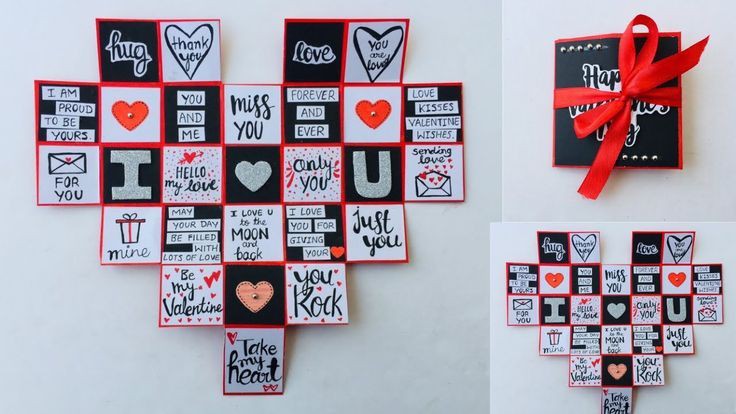 hug
thank
you
love
you are
loved
I AM
PROUD
TO BE
YOURS.
YOU
AND
ME
miss
YOU
FOREVER
AND
EVER
LOVE
KISSES
VALENTINE
WISHES.
FOR
YOU
I
HELLO
my love
only
YOU
U
sending
love
mine
MAY
YOUR DAY
BE FILLED
WITH
LOTS OF LOVE
I LOVE U
to the
MOON
and
back
I LOVE
YOU FOR
GIVING
YOUR
Just
you
Be
my
Valentine
you
Rock
Take
my
heart
Happy
Valentine's
Day
hug
thank
you
love
you are
loved
I AM
PROUD
TO BE
YOURS.
YOU
AND
ME
miss
YOU
FOREVER
AND
EVER
LOVE
KISSES
VALENTINE
WISHES.
FOR
YOU
I
HELLO
my love
only
YOU
U
sending
love
mine
MAY
YOUR DAY
BE FILLED
WITH
LOTS OF LOVE
I LOVE U
to the
MOON
and
back
I LOVE
YOU FOR
GIVING
YOUR
Just
you
Be
my
Valentine
you
Rock
Take
my
heart